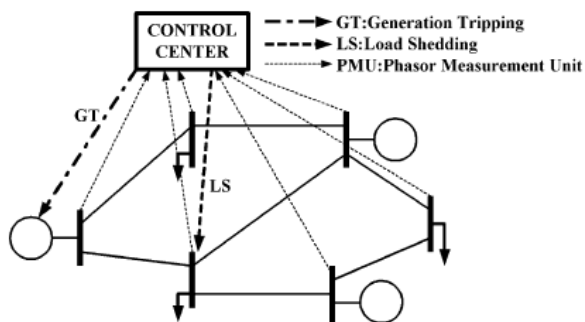 CONTROL
CENTER
GT:Generation Tripping
LS:Load Shedding
PMU:Phasor Measurement Unit
GT
LS